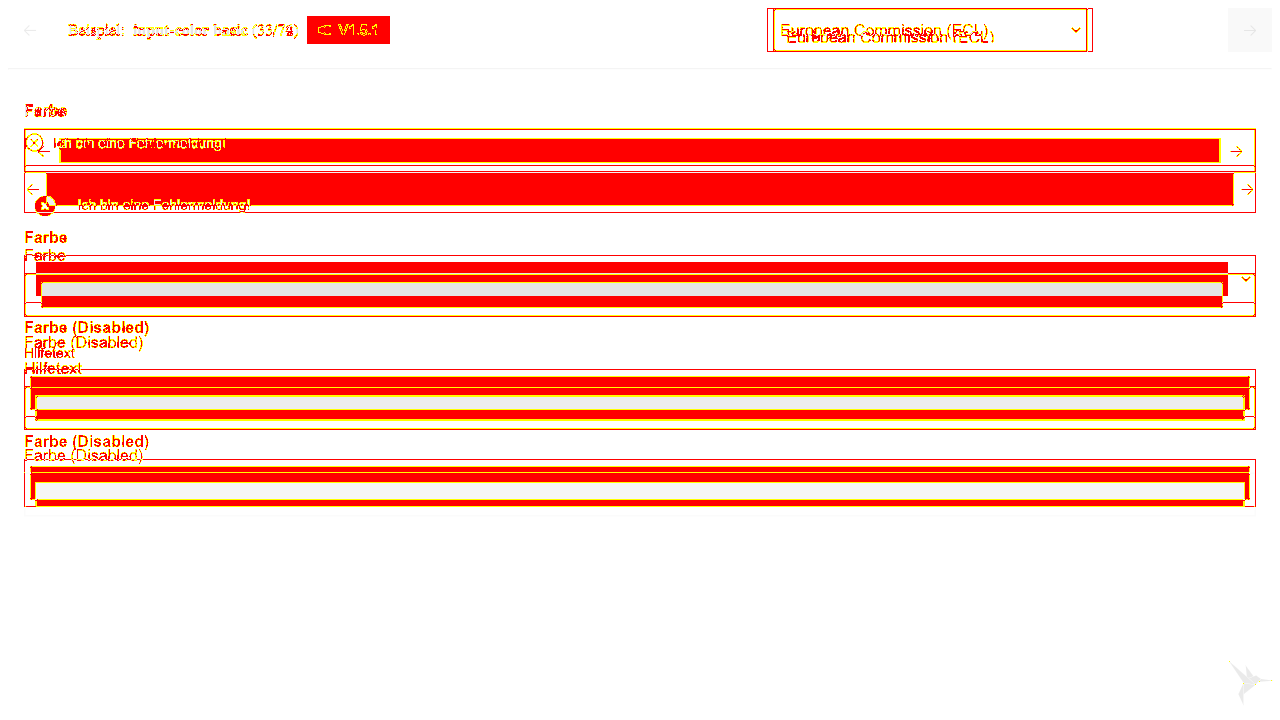 Beispiel: input-color basic (33/79) V1.5.1
European Commission (ECL)
European Commission (ECL)
Farbe
Ich bin eine Fehlermeldung!
Ich bin eine Fehlermeldung!
Farbe
Farbe
Farbe (Disabled)
Farbe (Disabled)
Hilfetext
Hilfetext
Farbe (Disabled)
Farbe (Disabled)